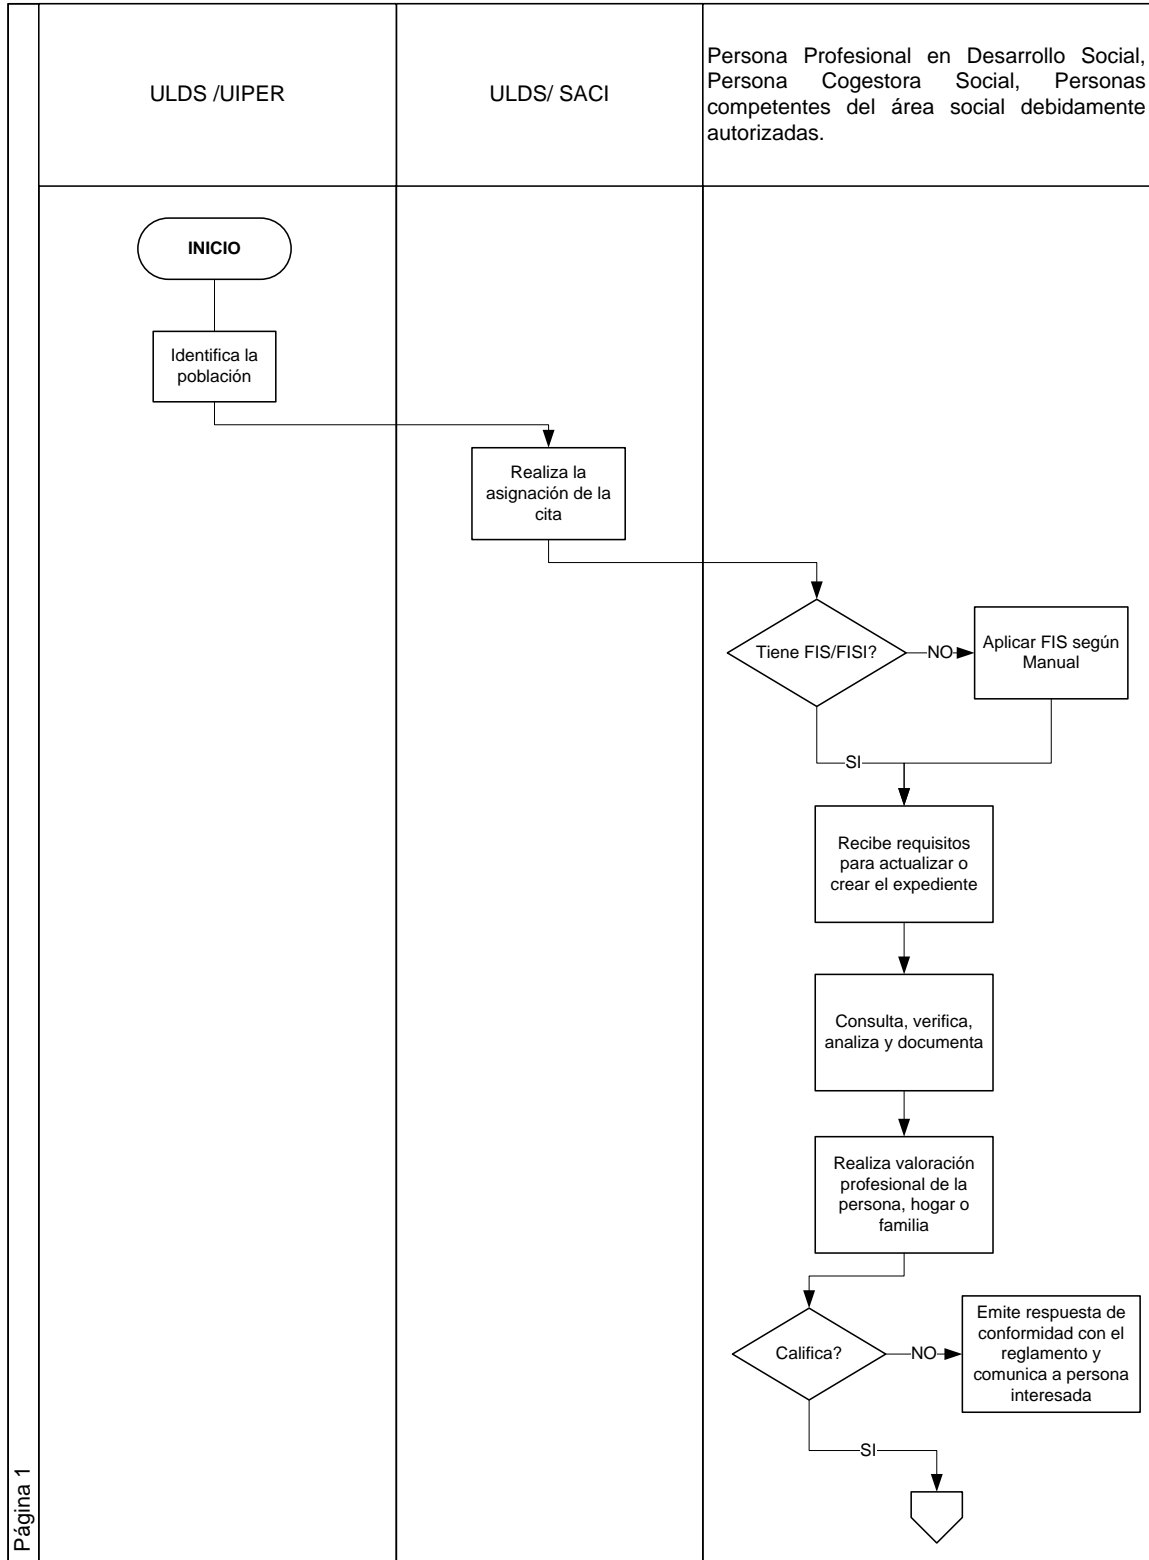 ULDS /UIPER
ULDS/ SACI
Persona Profesional en Desarrollo Social,
Persona Cogestora Social, Personas
competentes del área social debidamente
autorizadas.
INICIO
Identifica la
población
Realiza la
asignación de la
cita
Tiene FIS/FISI?
NO
Aplicar FIS según
Manual
SI
Recibe requisitos
para actualizar o
crear el expediente
Consulta, verifica,
analiza y documenta
Realiza valoración
profesional de la
persona, hogar o
familia
Califica?
NO
Emite respuesta de
conformidad con el
reglamento y
comunica a persona
interesada
SI
Página 1